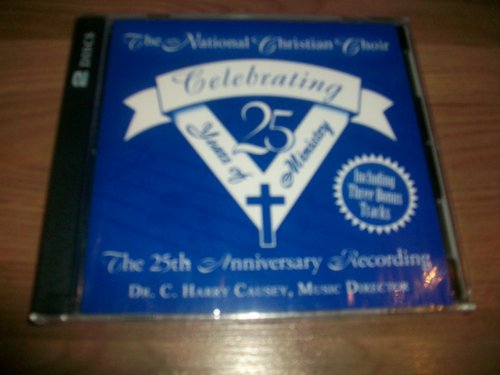 2 DISCS
The National Christian Choir
Celebrating
25
Years of Ministry
Including
Three Bonus
Tracks
The 25th Anniversary Recording
DR. C. HARRY CAUSEY, MUSIC DIRECTOR